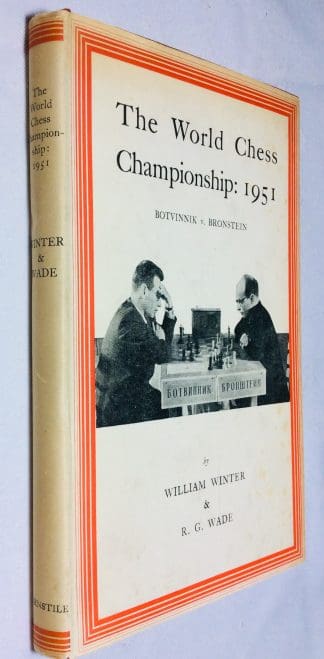 The
World
Chess
Champion-
ship:
1951
WINTER
&
WADE
The World Chess
Championship: 1951
BOTVINNIK v. BRONSTEIN
БОТВИННИК БРОНШТЕЙН
by
WILLIAM WINTER
&
R. G. WADE